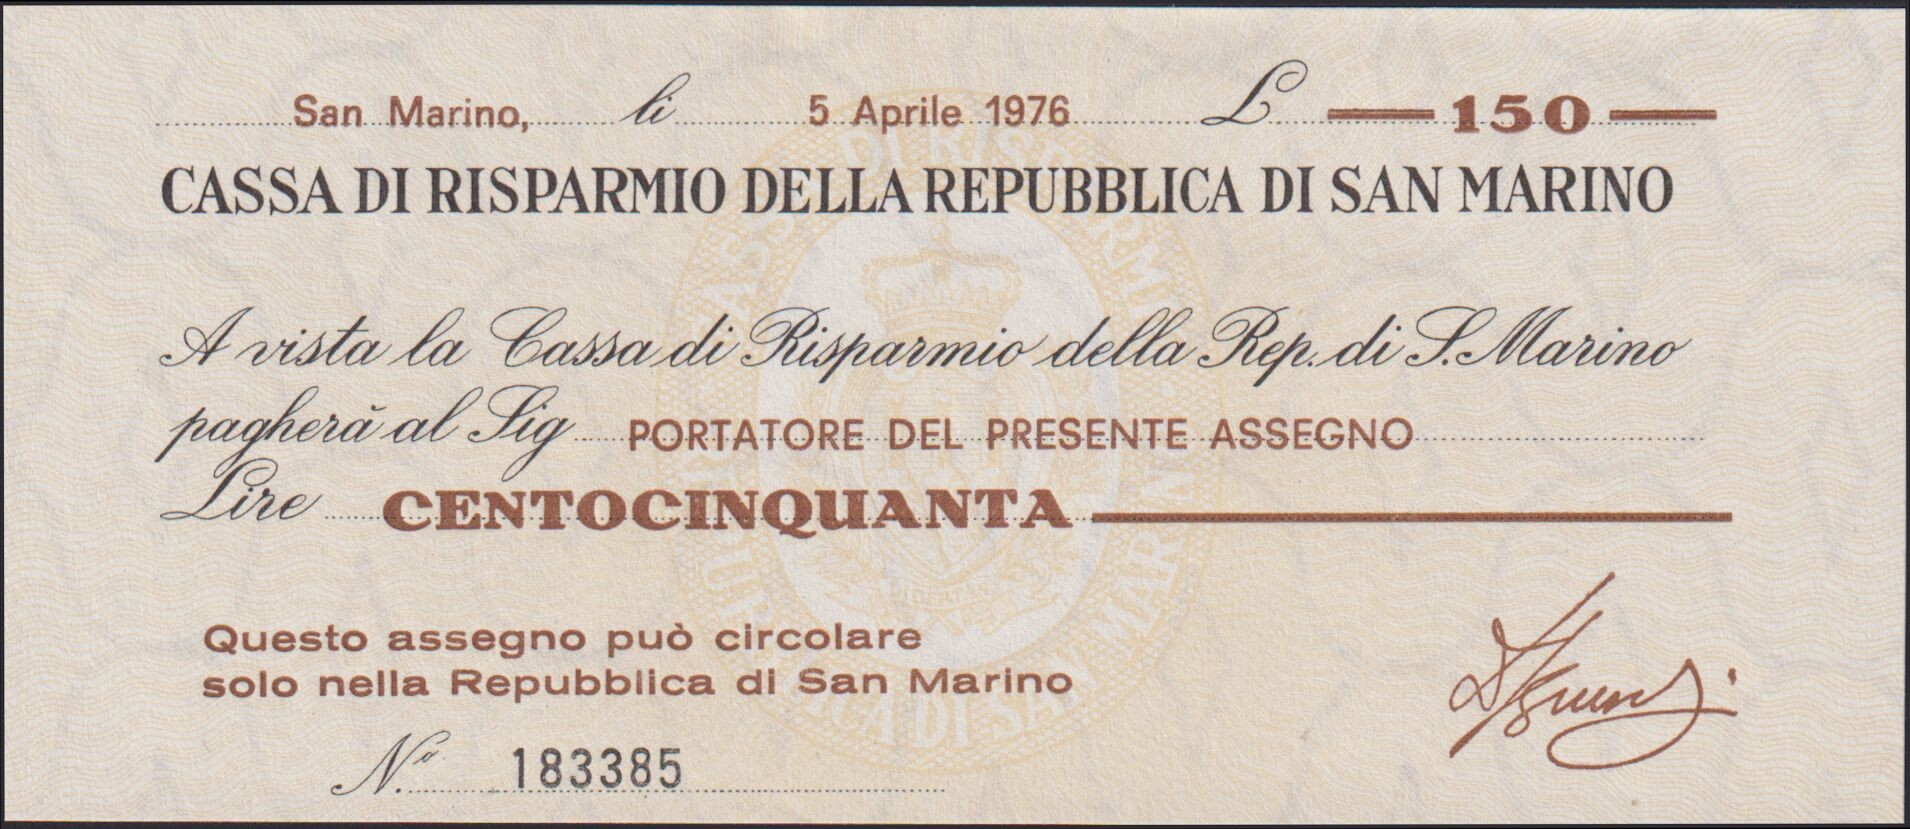 San Marino, lì 5 Aprile 1976 £ 150
CASSA DI RISPARMIO DELLA REPUBBLICA DI SAN MARINO
A vista la Cassa di Risparmio della Rep. di S. Marino
pagherà al Sig PORTATORE DEL PRESENTE ASSEGNO
Lire CENTOCINQUANTA
Questo assegno può circolare
solo nella Repubblica di San Marino
Nº 183385